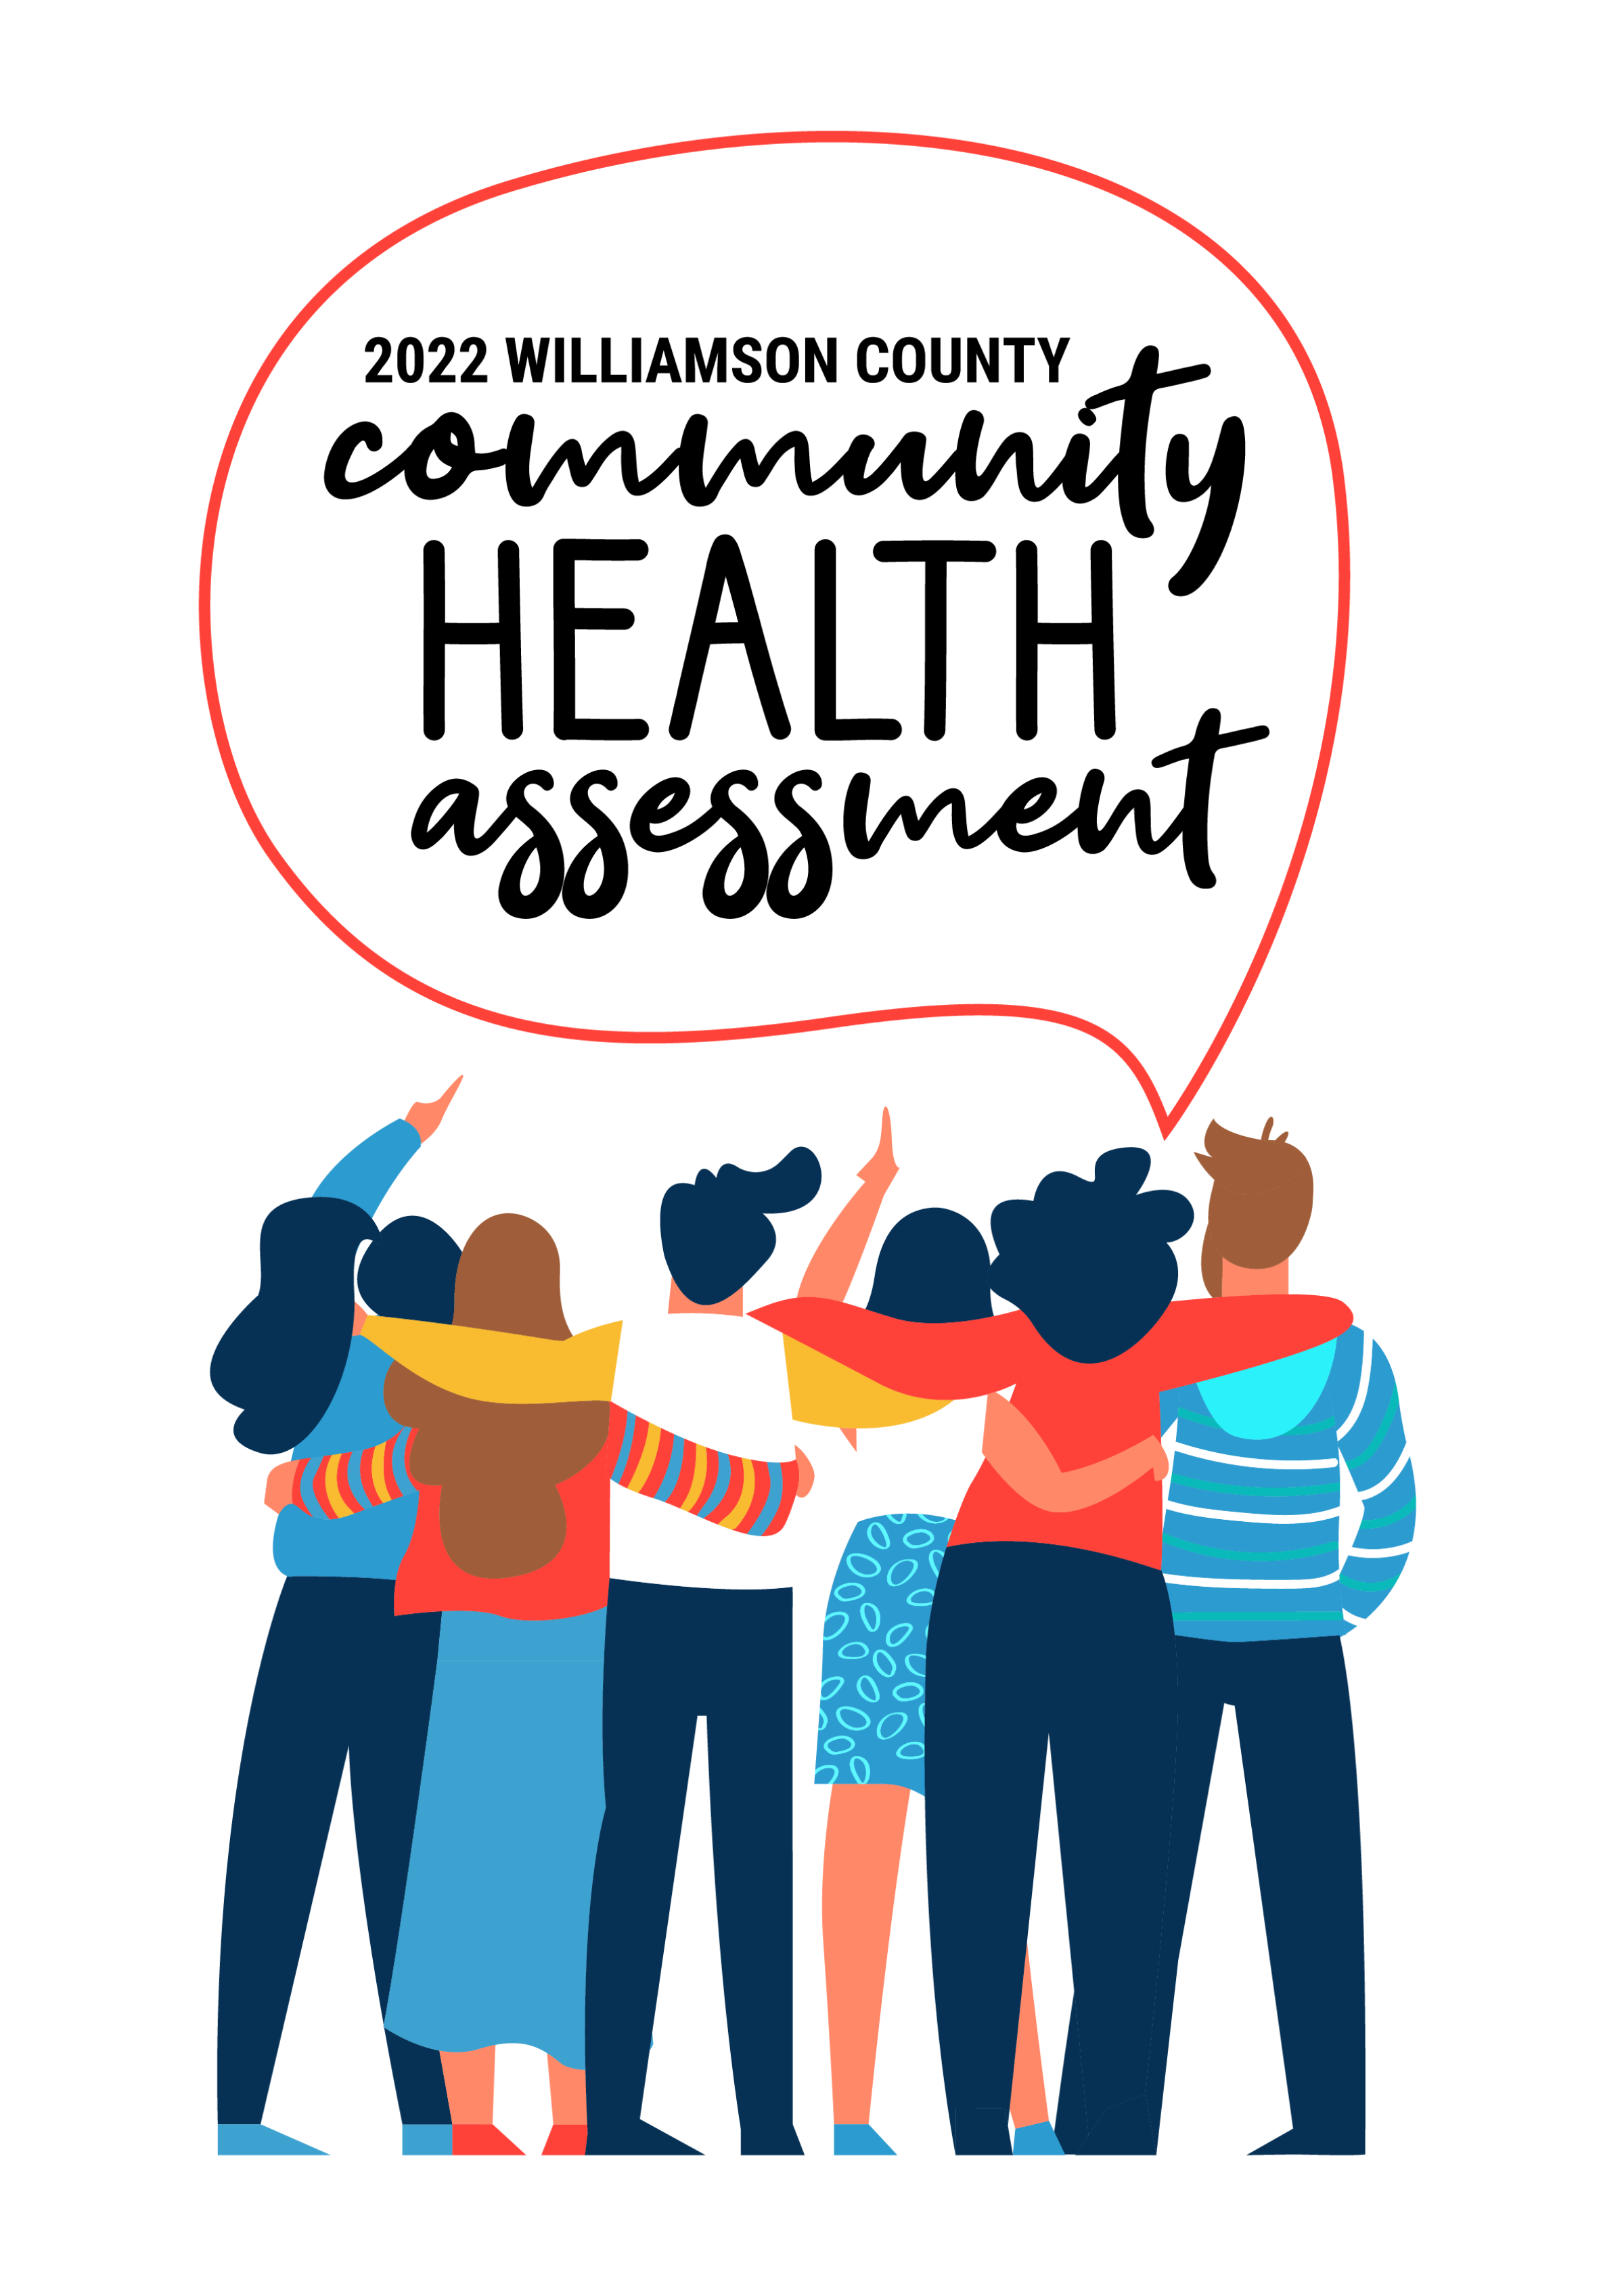 2022 WILLIAMSON COUNTY
community
HEALTH
assessment